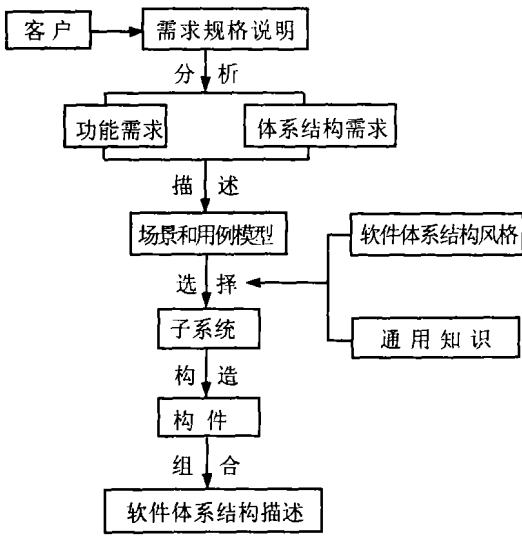 客户
需求规格说明
分析
功能需求
体系结构需求
描述
场景和用例模型
软件体系结构风格
选择
子系统
通用知识
构造
构件
组合
软件体系结构描述